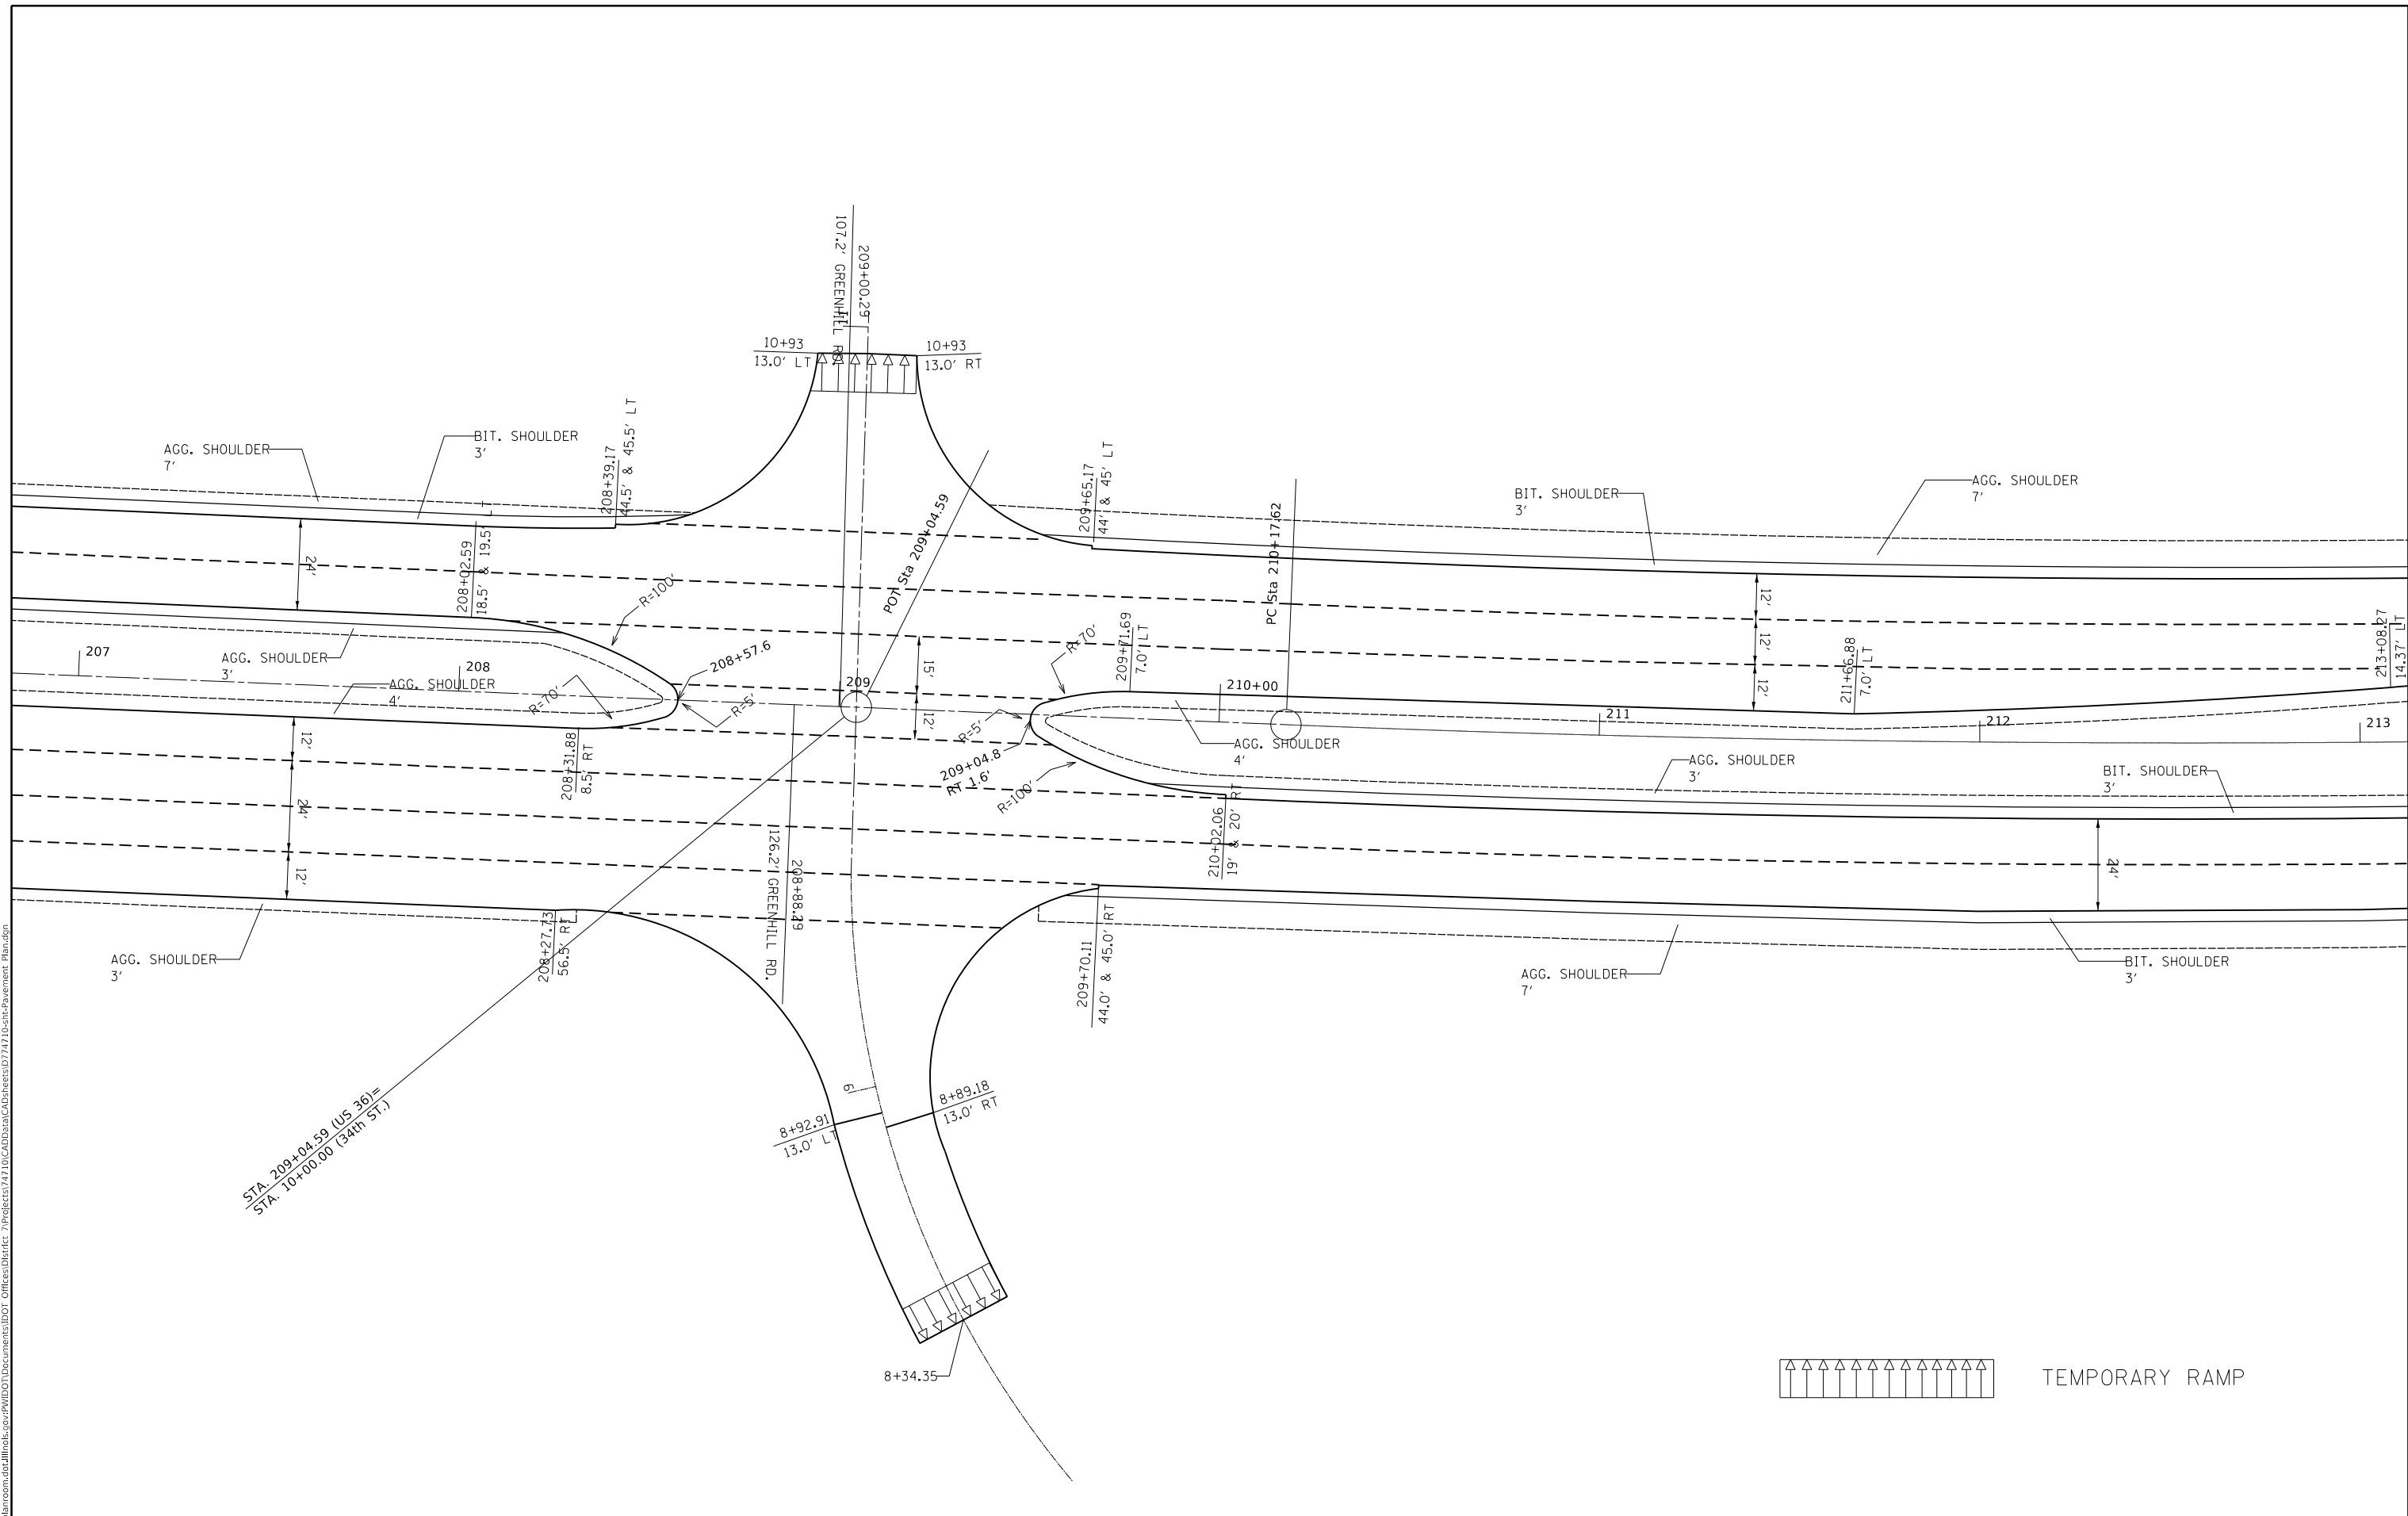 107.2' GREENHILL RD.
209+00.29
11
10+93
13.0' LT
10+93
13.0' RT
AGG. SHOULDER
7'
BIT. SHOULDER
3'
208+39.17
44.5' & 45.5' LT
209+65.17
44' & 45' LT
BIT. SHOULDER
3'
AGG. SHOULDER
7'
POT Sta 209+04.59
PC Sta 210+17.62
24'
208+02.59
18.5' & 19.5' LT
R=100'
12'
12'
12'
209+71.69
7.0' LT
R=70'
211+66.88
7.0' LT
213+08.27
14.37' LT
207
AGG. SHOULDER
3'
208
208+57.6
15'
209
210+00
211
212
213
AGG. SHOULDER
4'
R=70'
R=5'
12'
R=5'
209+04.8
RT 1.6'
R=100'
AGG. SHOULDER
4'
AGG. SHOULDER
3'
BIT. SHOULDER
3'
12'
24'
12'
208+31.88
8.5' RT
210+02.06
19' & 20' RT
24'
126.2' GREENHILL RD.
208+88.29
208+27.73
56.5' RT
AGG. SHOULDER
3'
209+70.11
44.0' & 45.0' RT
AGG. SHOULDER
7'
BIT. SHOULDER
3'
9
8+92.91
13.0' LT
8+89.18
13.0' RT
STA. 209+04.59 (US 36)=
STA. 10+00.00 (34th ST.)
8+34.35
TEMPORARY RAMP